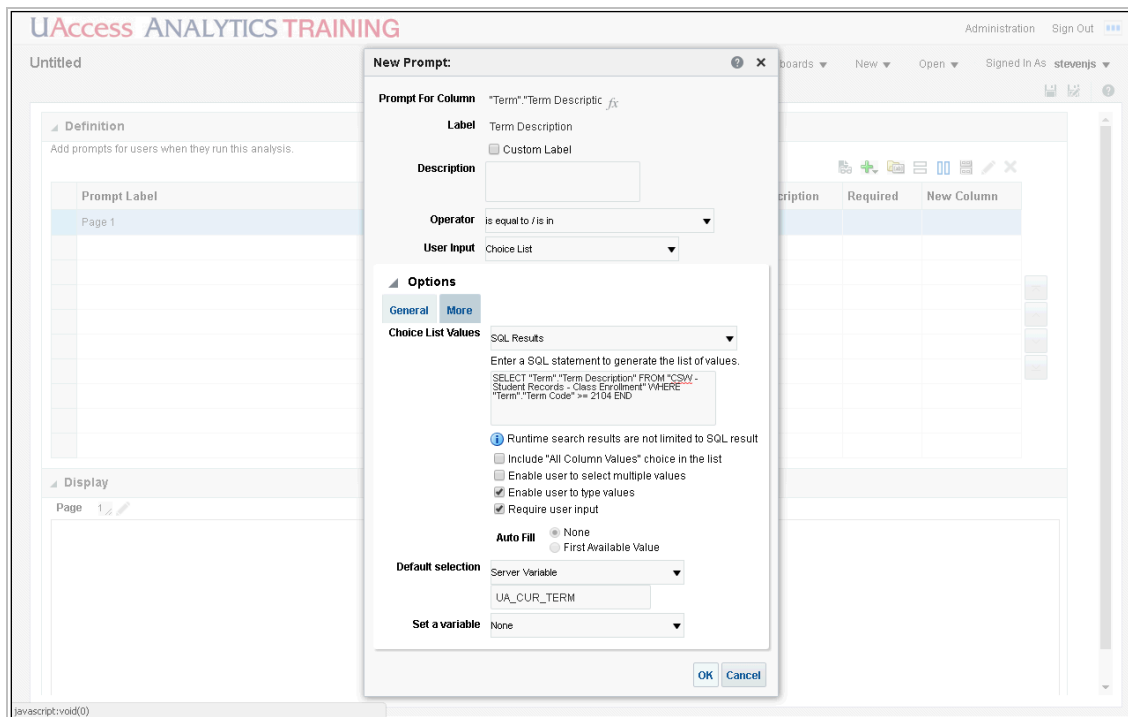 UAccess ANALYTICS TRAINING
Administration Sign Out
Untitled
boards New Open Signed In As stevenjs
New Prompt:
Prompt For Column "Term"."Term Descriptic fx
Label Term Description
Custom Label
Description
Operator is equal to / is in
User Input Choice List
Options
General More
Choice List Values SQL Results
Enter a SQL statement to generate the list of values.
SELECT "Term"."Term Description" FROM "CSW -
Student Records - Class Enrollment" WHERE
"Term"."Term Code" >= 2104 END
Runtime search results are not limited to SQL result
Include "All Column Values" choice in the list
Enable user to select multiple values
Enable user to type values
Require user input
Auto Fill None
First Available Value
Default selection Server Variable
UA_CUR_TERM
Set a variable None
OK Cancel
Definition
Add prompts for users when they run this analysis.
Prompt Label cription Required New Column
Page 1
Display
Page 1
javascript:void(0)